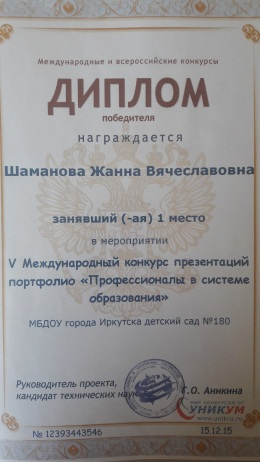 Международные и всероссийские конкурсы
ДИПЛОМ
победителя
награждается
Шаманова Жанна Вячеславовна
занявший (-ая) 1 место
в мероприятии
V Международный конкурс презентаций
портфолио «Профессионалы в системе
образования»
МБДОУ города Иркутска детский сад №180
Руководитель проекта,
кандидат технических наук
Г.О. Аникина
УНИКУМ
15.12.15
№ 12393443546